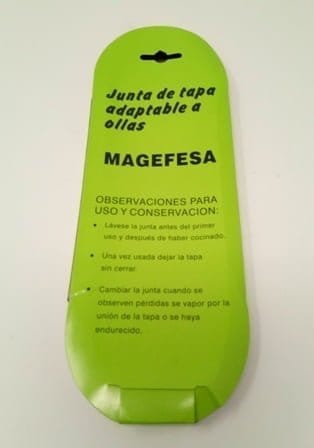 Junta de tapa
adaptable a
ollas
MAGEFESA
OBSERVACIONES PARA
USO Y CONSERVACION:
• Lávese la junta antes del primer
uso y después de haber cocinado.
• Una vez usada dejar la tapa
sin cerrar.
• Cambiar la junta cuando se
observen pérdidas se vapor por la
unión de la tapa o se haya
endurecido.